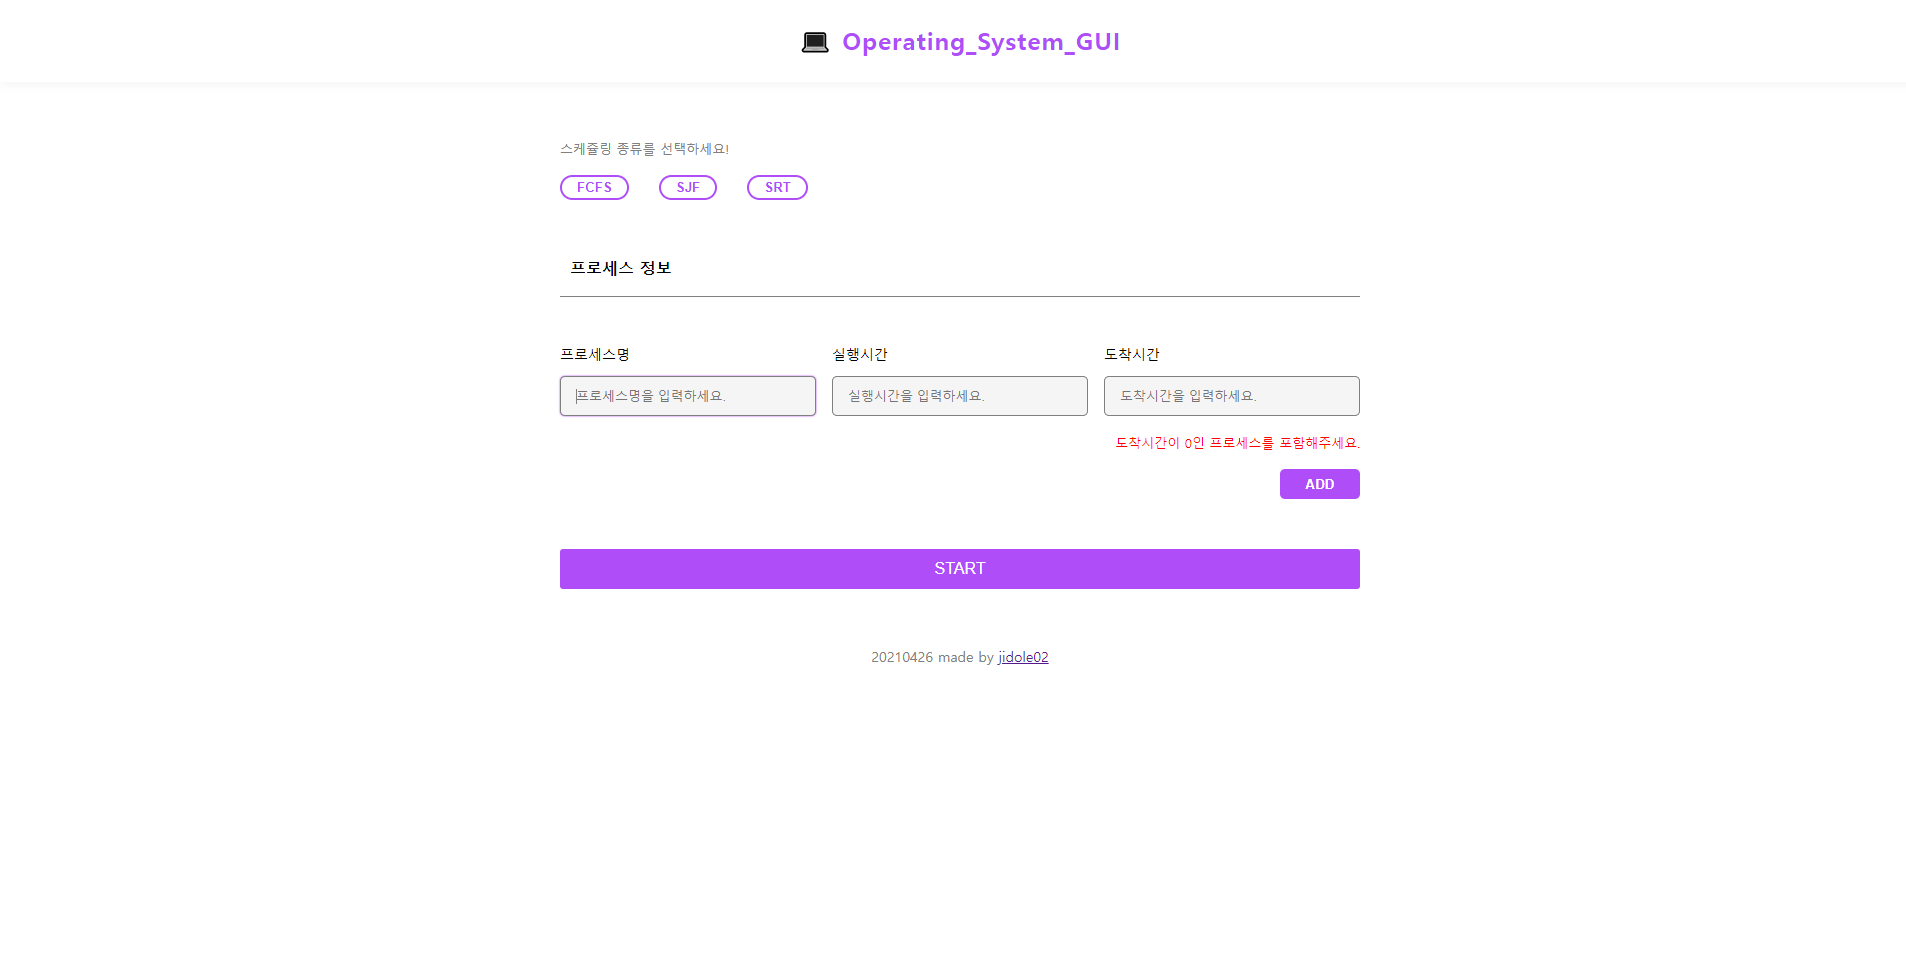 Operating_System_GUI
스케쥴링 종류를 선택하세요!
FCFS SJF SRT
프로세스 정보
프로세스명 실행시간 도착시간
프로세스명을 입력하세요. 실행시간을 입력하세요. 도착시간을 입력하세요.
도착시간이 0인 프로세스를 포함해주세요.
ADD
START
20210426 made by jidole02